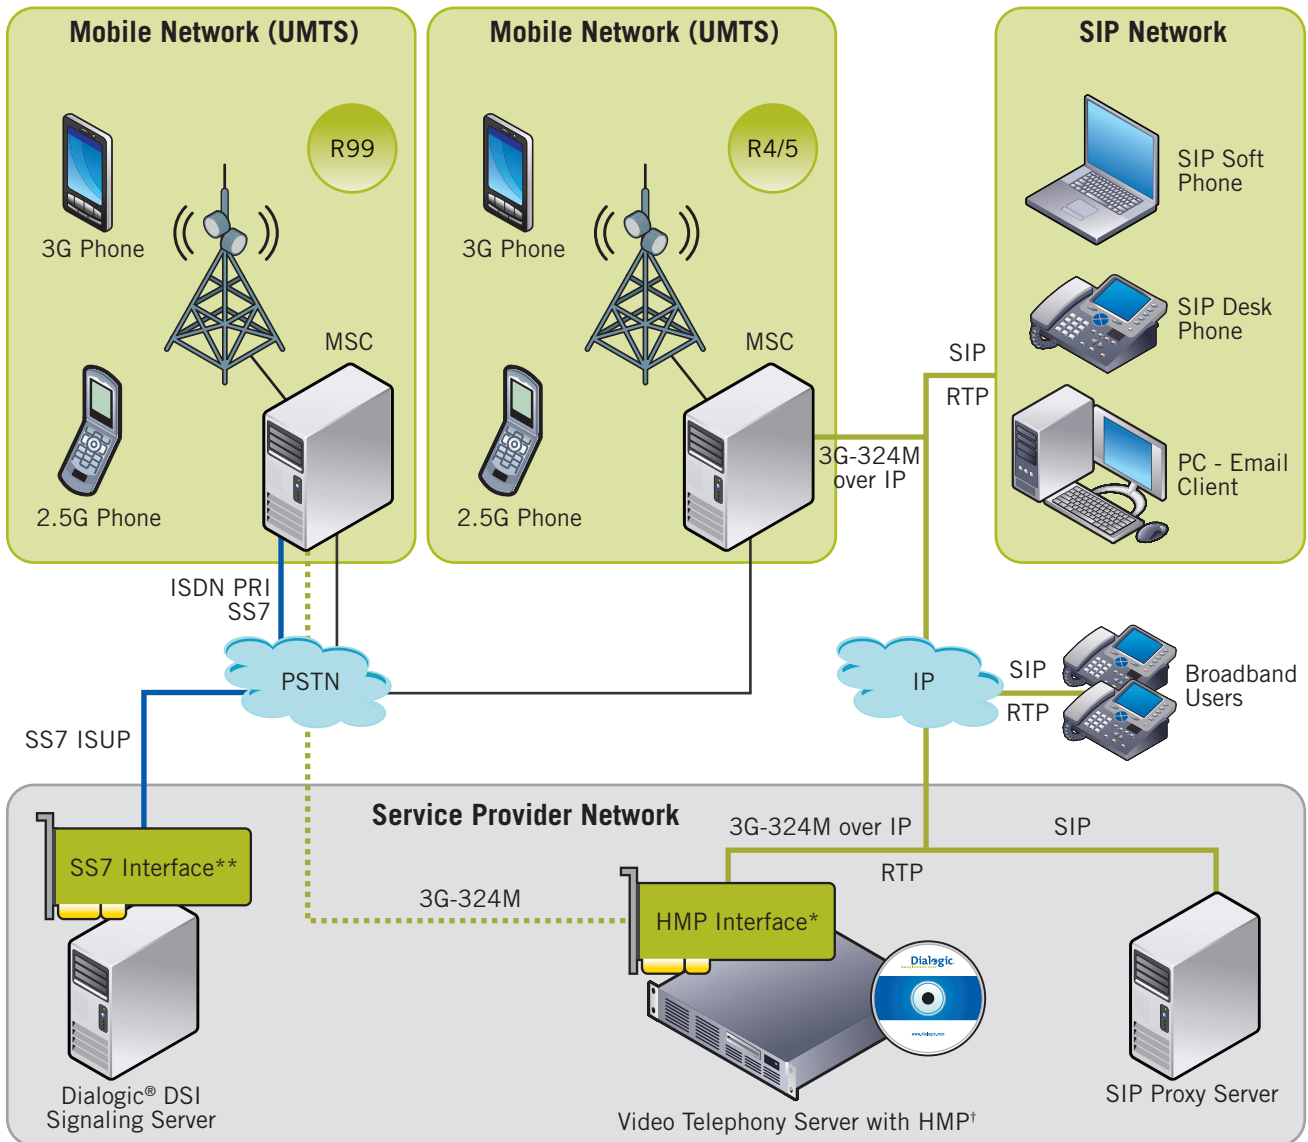 Mobile Network (UMTS)
R99
3G Phone
MSC
2.5G Phone
Mobile Network (UMTS)
R4/5
3G Phone
MSC
2.5G Phone
3G-324M
over IP
SIP Network
SIP Soft
Phone
SIP Desk
Phone
PC - Email
Client
SIP
RTP
ISDN PRI
SS7
PSTN
IP
SIP
RTP
Broadband
Users
SS7 ISUP
Service Provider Network
SS7 Interface**
3G-324M
3G-324M over IP
RTP
SIP
HMP Interface*
Dialogic
www.dialogic.com
Dialogic® DSI
Signaling Server
Video Telephony Server with HMP†
SIP Proxy Server